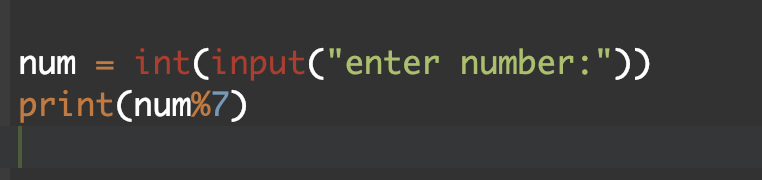 num = int(input("enter number:"))
print(num%7)